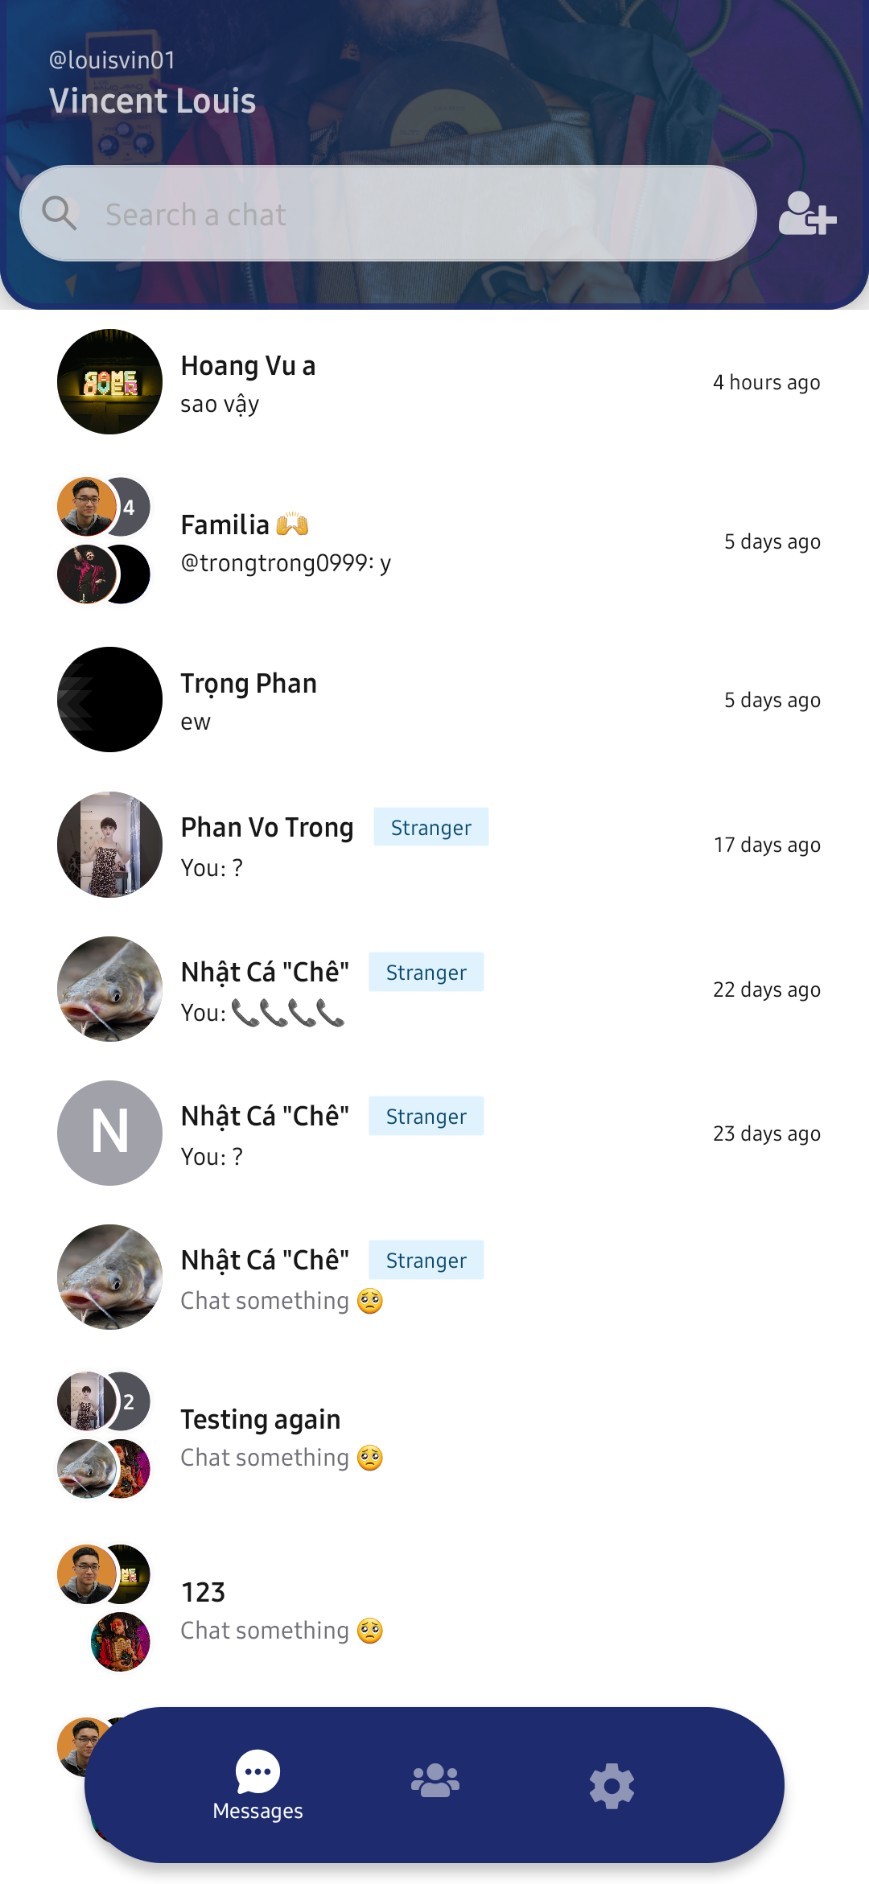 @louisvin01
Vincent Louis
Search a chat
GAME
OVER
Hoang Vu a
sao vậy
4 hours ago
4
Familia 🙌
@trongtrong0999: y
5 days ago
Trọng Phan
ew
5 days ago
Phan Vo Trong Stranger
You: ?
17 days ago
Nhật Cá "Chê" Stranger
You: 📞📞📞📞
22 days ago
N
Nhật Cá "Chê" Stranger
You: ?
23 days ago
Nhật Cá "Chê" Stranger
Chat something 🥺
2
Testing again
Chat something 🥺
123
Chat something 🥺
Messages